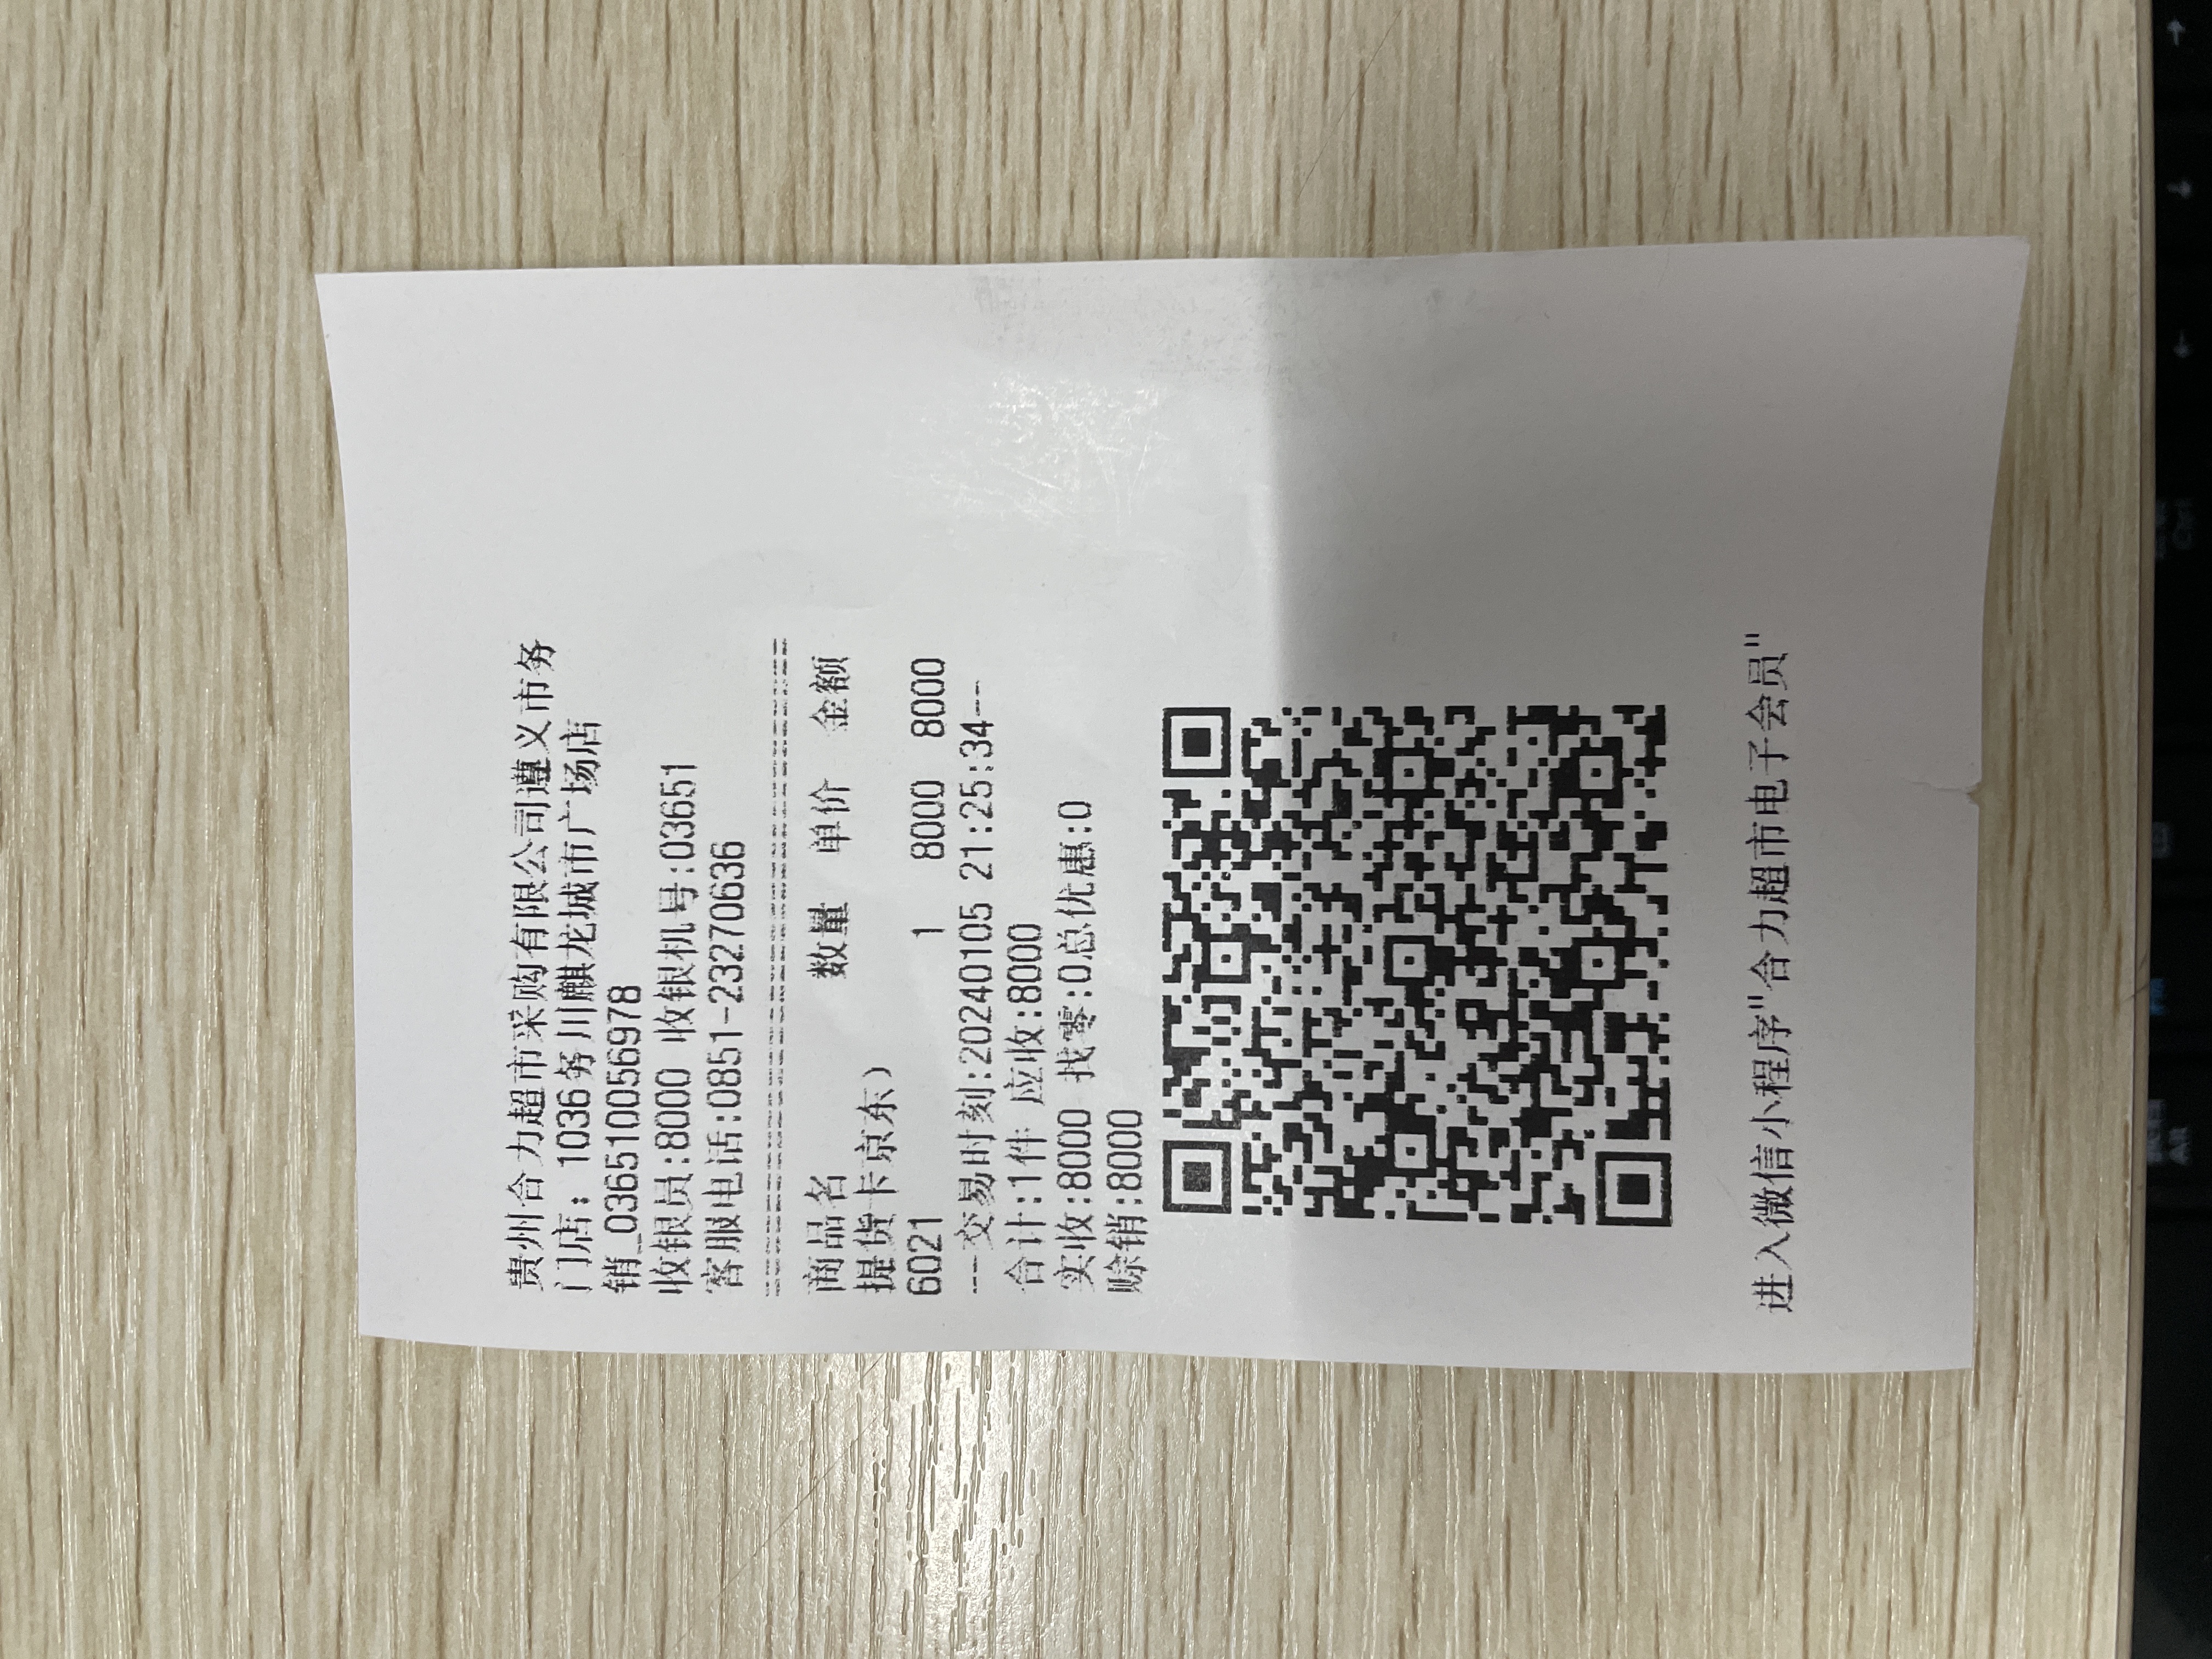 贵州合力超市采购有限公司遵义市务
门店：1036务川麒龙城市广场店
销_036510056978
收银员:8000 收银机号:03651
客服电话:0851-23270636
商品名 数量 单价 金额
提货卡京东）
6021 1 8000 8000
---交易时刻:20240105 21:25:34--
合计:1件 应收:8000
实收:8000 找零:0总优惠:0
赊销:8000
进入微信小程序"合力超市电子会员"